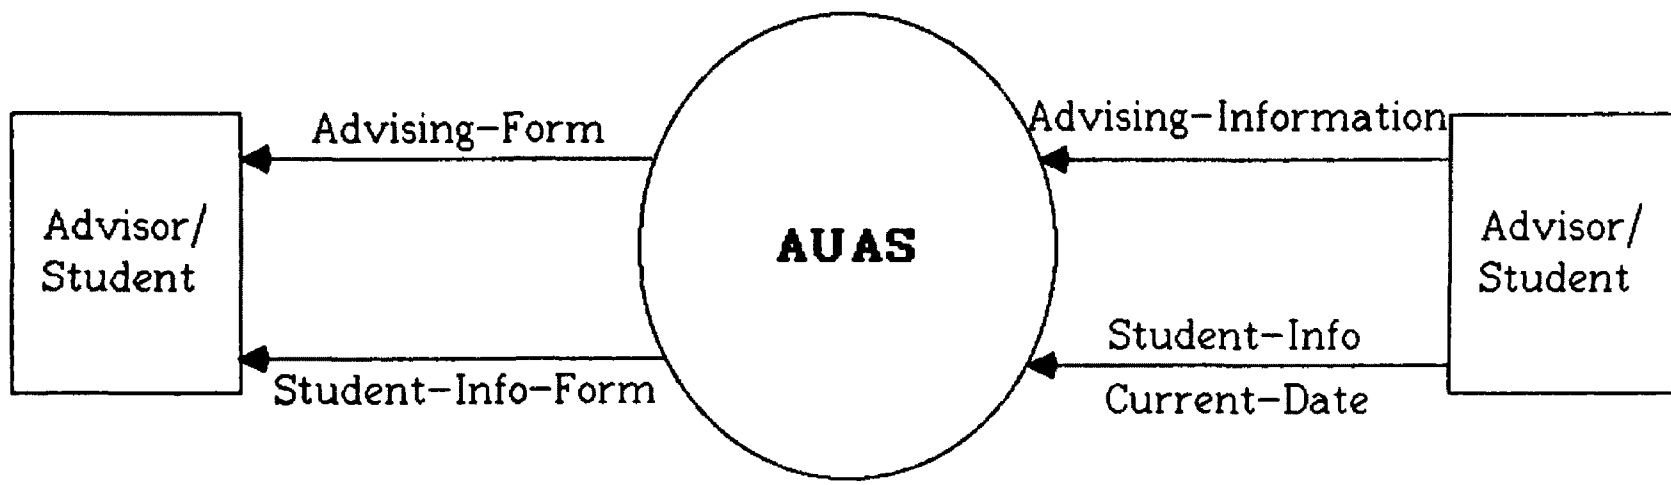 Advising-Form
Advising-Information
Advisor/
Student
AUAS
Advisor/
Student
Student-Info-Form
Student-Info
Current-Date